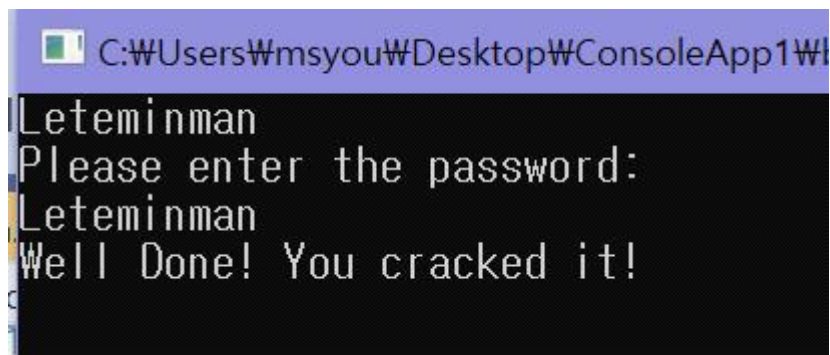 C:₩Users₩msyou₩Desktop₩ConsoleApp1₩b
Leteminman
Please enter the password:
Leteminman
Well Done! You cracked it!